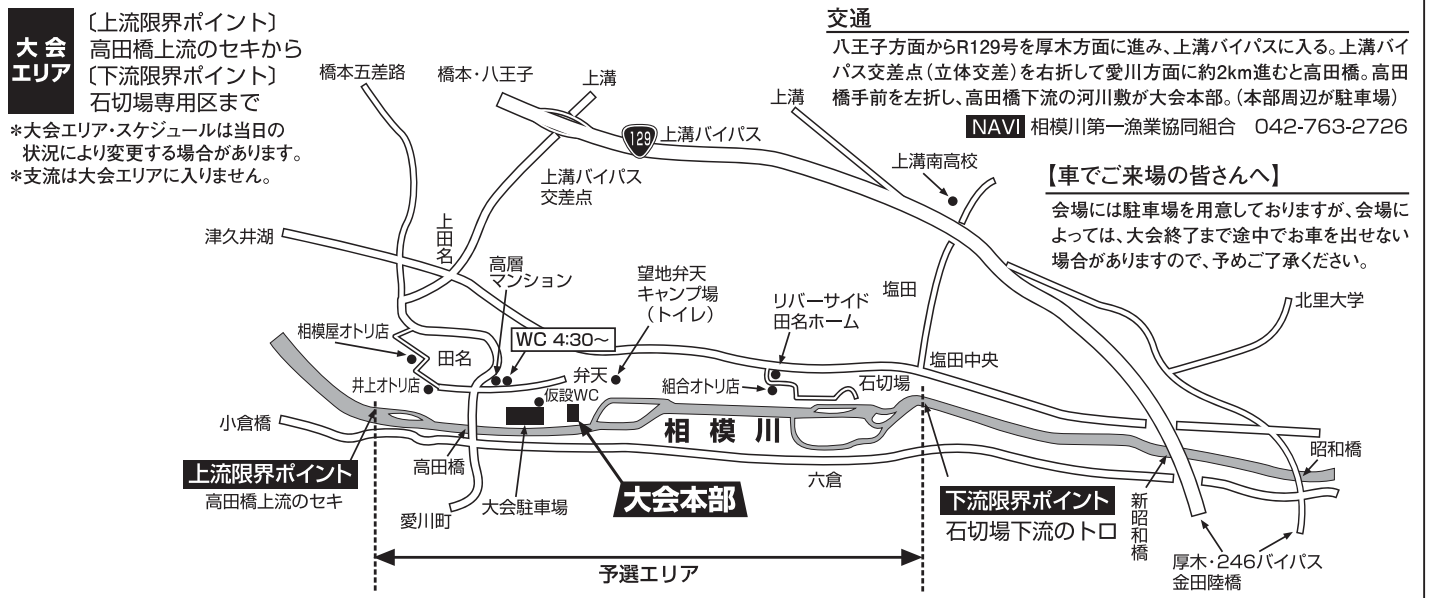 大会
エリア
〔上流限界ポイント〕
高田橋上流のセキから
〔下流限界ポイント〕
石切場専用区まで
*大会エリア・スケジュールは当日の
状況により変更する場合があります。
*支流は大会エリアに入りません。
交通
八王子方面からR129号を厚木方面に進み、上溝バイパスに入る。上溝バイ
パス交差点(立体交差)を右折して愛川方面に約2km進むと高田橋。高田
橋手前を左折し、高田橋下流の河川敷が大会本部。(本部周辺が駐車場)
NAVI 相模川第一漁業協同組合 042-763-2726
【車でご来場の皆さんへ】
会場には駐車場を用意しておりますが、会場に
よっては、大会終了まで途中でお車を出せない
場合がありますので、予めご了承ください。
橋本五差路
橋本・八王子
上溝
上溝
129
上溝バイパス
上溝バイパス
交差点
上溝南高校
津久井湖
上田名
高層
マンション
望地弁天
キャンプ場
(トイレ)
リバーサイド
田名ホーム
塩田
北里大学
相模屋オトリ店
田名
WC 4:30〜
塩田中央
井上オトリ店
弁天
仮設WC
組合オトリ店
石切場
小倉橋
相模川
昭和橋
上流限界ポイント
高田橋上流のセキ
高田橋
愛川町
大会駐車場
大会本部
六倉
下流限界ポイント
石切場下流のトロ
新昭和橋
厚木・246バイパス
金田陸橋
予選エリア